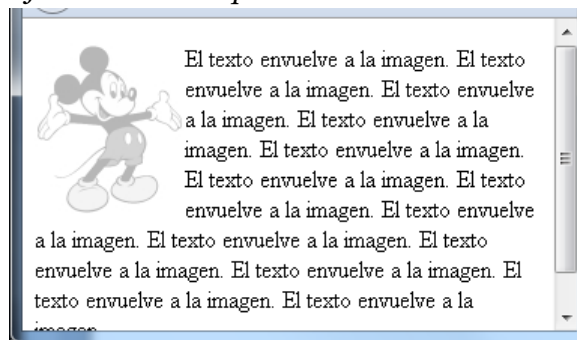 El texto envuelve a la imagen. El texto
envuelve a la imagen. El texto envuelve
a la imagen. El texto envuelve a la
imagen. El texto envuelve a la imagen.
El texto envuelve a la imagen. El texto
envuelve a la imagen. El texto envuelve
a la imagen. El texto envuelve a la imagen. El texto
envuelve a la imagen. El texto envuelve a la imagen. El
texto envuelve a la imagen. El texto envuelve a la